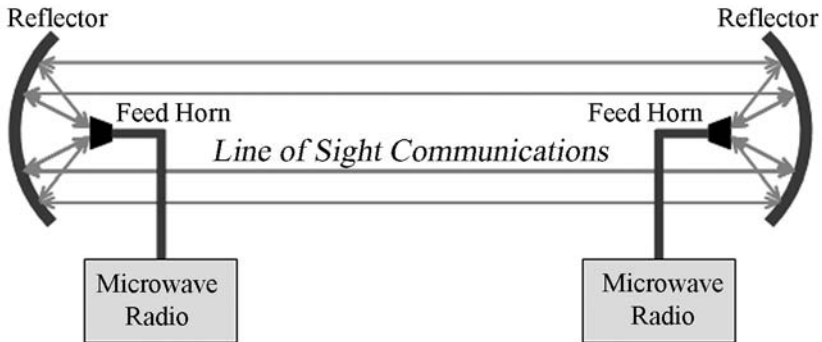 Reflector
Reflector
Feed Horn
Feed Horn
Line of Sight Communications
Microwave
Radio
Microwave
Radio